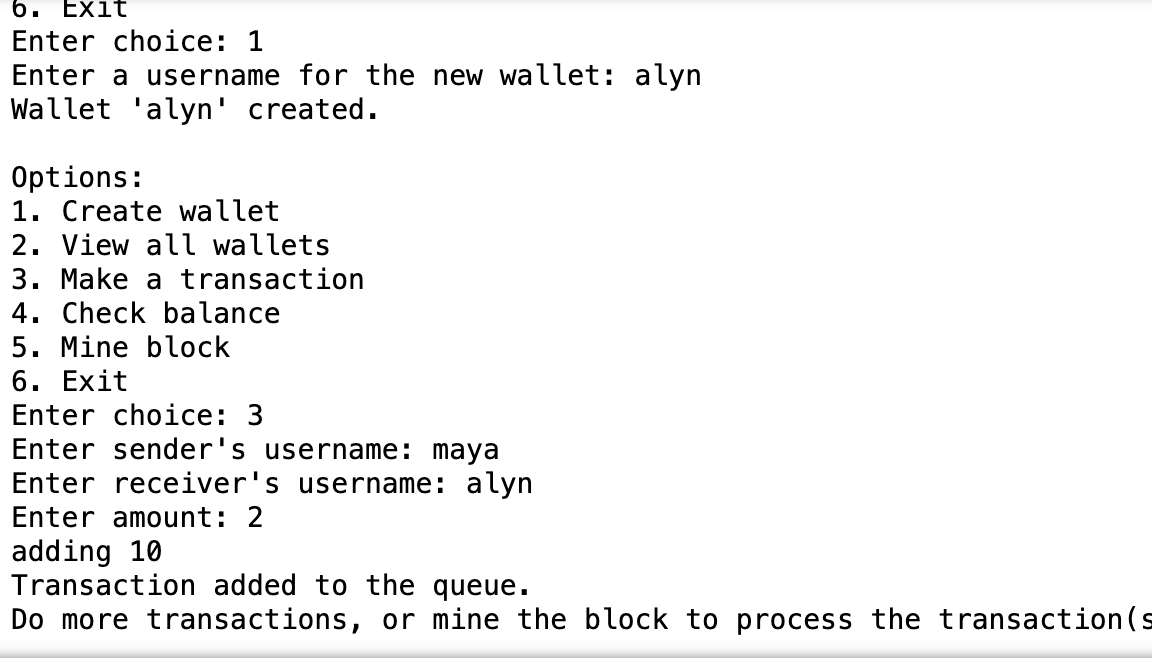 6. Exit
Enter choice: 1
Enter a username for the new wallet: alyn
Wallet 'alyn' created.
Options:
1. Create wallet
2. View all wallets
3. Make a transaction
4. Check balance
5. Mine block
6. Exit
Enter choice: 3
Enter sender's username: maya
Enter receiver's username: alyn
Enter amount: 2
adding 10
Transaction added to the queue.
Do more transactions, or mine the block to process the transaction(s